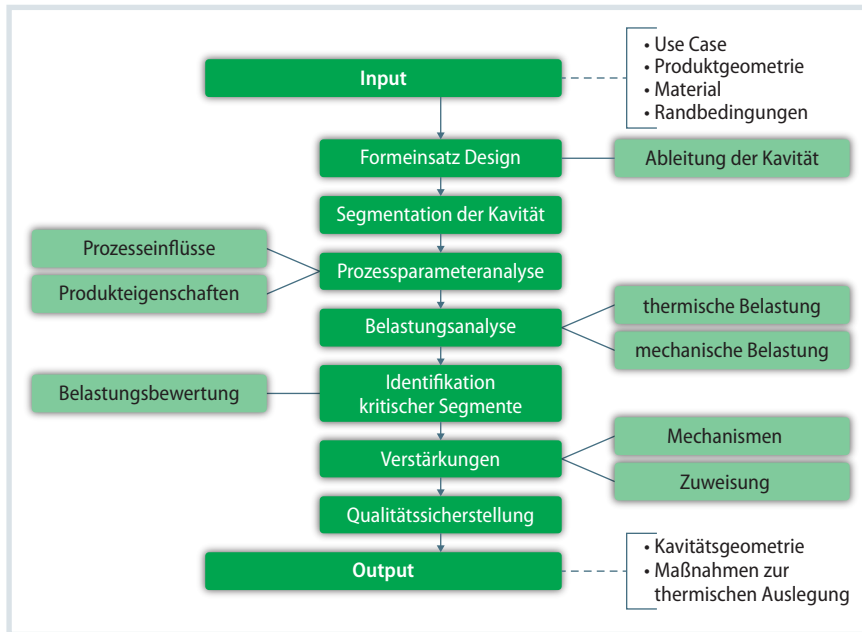 Input
• Use Case
• Produktgeometrie
• Material
• Randbedingungen
Formeinsatz Design
Ableitung der Kavität
Segmentation der Kavität
Prozesseinflüsse
Produkteigenschaften
Prozessparameteranalyse
Belastungsanalyse
thermische Belastung
mechanische Belastung
Belastungsbewertung
Identifikation
kritischer Segmente
Verstärkungen
Mechanismen
Zuweisung
Qualitätssicherstellung
Output
• Kavitätsgeometrie
• Maßnahmen zur
thermischen Auslegung